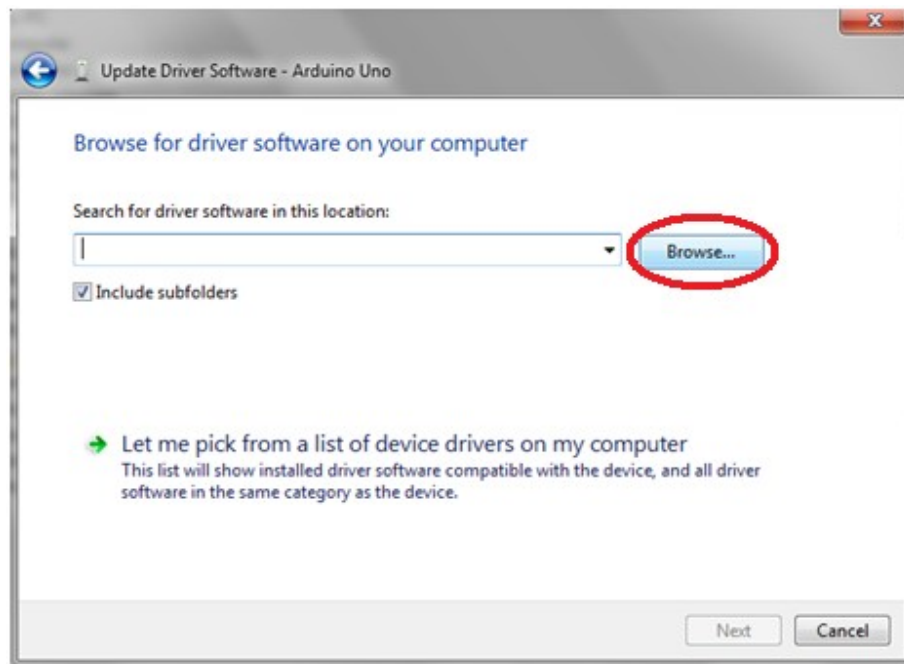 Update Driver Software - Arduino Uno
Browse for driver software on your computer
Search for driver software in this location:
Browse...
Include subfolders
Let me pick from a list of device drivers on my computer
This list will show installed driver software compatible with the device, and all driver
software in the same category as the device.
Next
Cancel